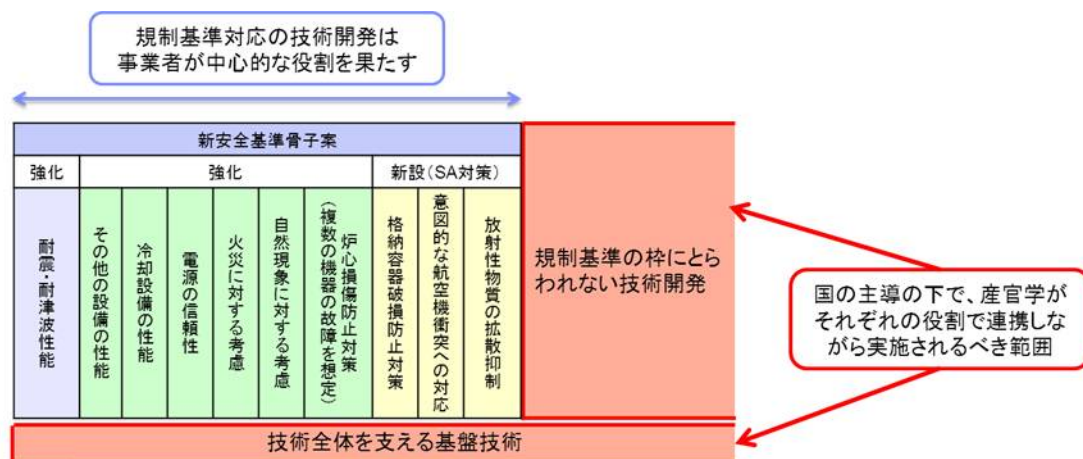 規制基準対応の技術開発は
事業者が中心的な役割を果たす
新安全基準骨子案
強化
強化
新設(SA対策)
耐震・耐津波性能
その他の設備の性能
冷却設備の性能
電源の信頼性
火災に対する考慮
自然現象に対する考慮
炉心損傷防止対策
(複数の機器の故障を想定)
格納容器破損防止対策
意図的な航空機衝突への対応
放射性物質の拡散抑制
規制基準の枠にとら
われない技術開発
国の主導の下で、産官学が
それぞれの役割で連携しな
がら実施されるべき範囲
技術全体を支える基盤技術